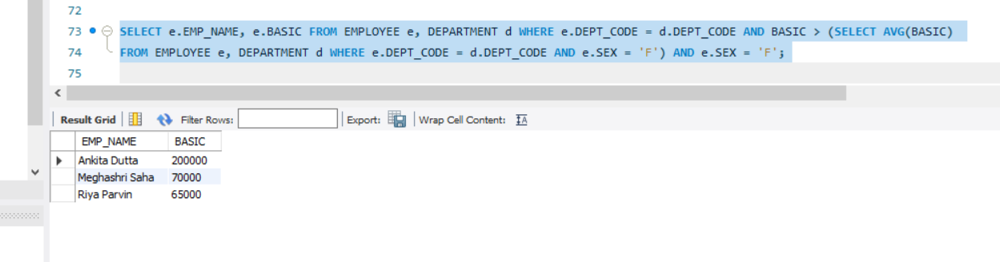 72
73 SELECT e.EMP_NAME, e.BASIC FROM EMPLOYEE e, DEPARTMENT d WHERE e.DEPT_CODE = d.DEPT_CODE AND BASIC > (SELECT AVG(BASIC)
74 FROM EMPLOYEE e, DEPARTMENT d WHERE e.DEPT_CODE = d.DEPT_CODE AND e.SEX = 'F') AND e.SEX = 'F';
75
Result Grid Filter Rows: Export: Wrap Cell Content: IA
EMP_NAME BASIC
Ankita Dutta 200000
Meghashri Saha 70000
Riya Parvin 65000